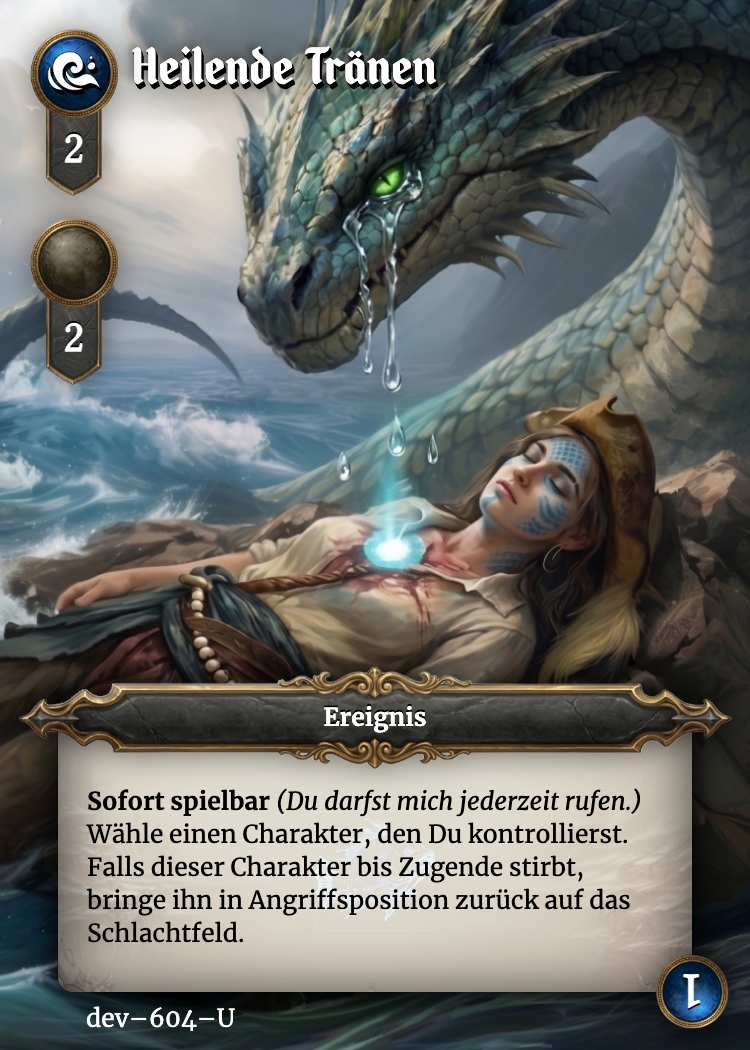 Heilende Tränen
2
2
Ereignis
Sofort spielbar (Du darfst mich jederzeit rufen.)
Wähle einen Charakter, den Du kontrollierst.
Falls dieser Charakter bis Zugende stirbt,
bringe ihn in Angriffsposition zurück auf das
Schlachtfeld.
1
dev–604–U